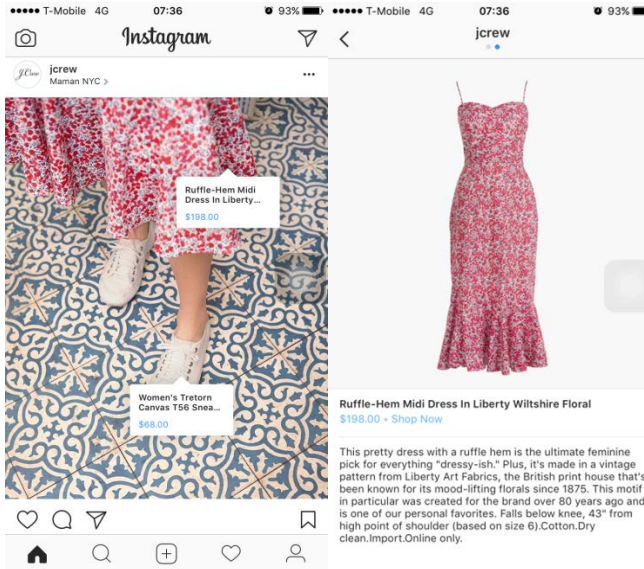 T-Mobile 4G 07:36 93%
Instagram
J.Crew
jcrew
Maman NYC >
Ruffle-Hem Midi
Dress In Liberty...
$198.00
Women's Tretorn
Canvas T56 Snea...
$68.00
T-Mobile 4G 07:36 93%
jcrew
Ruffle-Hem Midi Dress In Liberty Wiltshire Floral
$198.00 • Shop Now
This pretty dress with a ruffle hem is the ultimate feminine
pick for everything "dressy-ish." Plus, it's made in a vintage
pattern from Liberty Art Fabrics, the British print house that's
been known for its mood-lifting florals since 1875. This motif
in particular was created for the brand over 80 years ago and
is one of our personal favorites. Falls below knee, 43" from
high point of shoulder (based on size 6).Cotton.Dry
clean.Import.Online only.